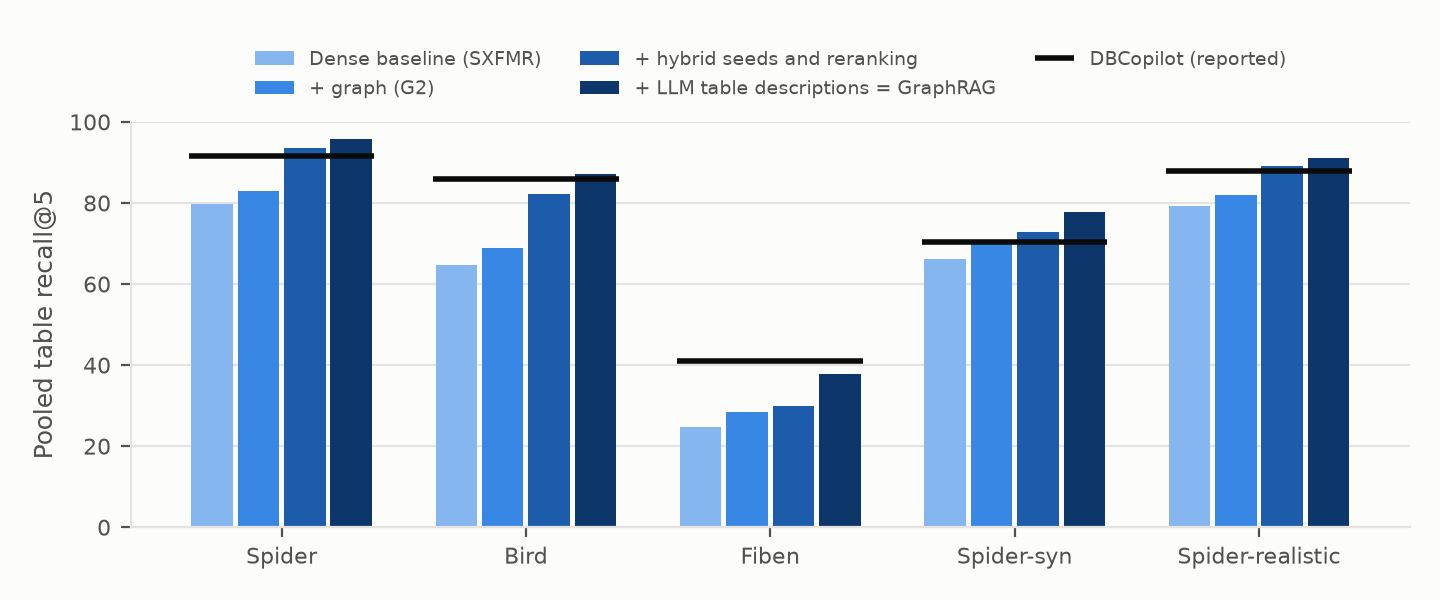 Dense baseline (SXFMR)
+ graph (G2)
+ hybrid seeds and reranking
+ LLM table descriptions = GraphRAG
DBCopilot (reported)
Pooled table recall@5
100
80
60
40
20
0
Spider
Bird
Fiben
Spider-syn
Spider-realistic